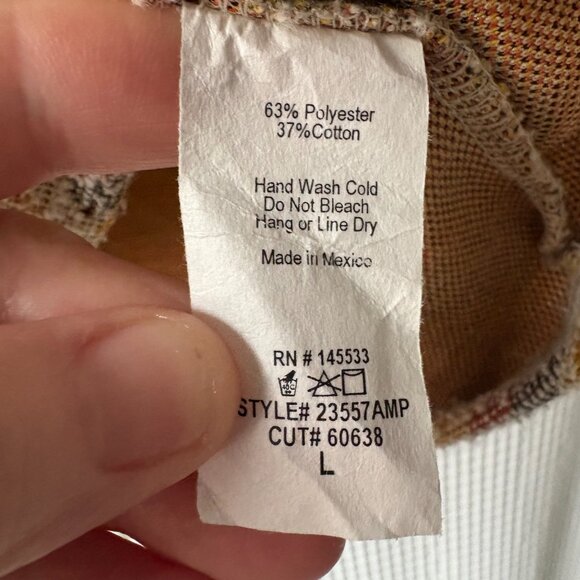 63% Polyester
37%Cotton
Hand Wash Cold
Do Not Bleach
Hang or Line Dry
Made in Mexico
RN # 145533
STYLE# 23557AMP
CUT# 60638
L